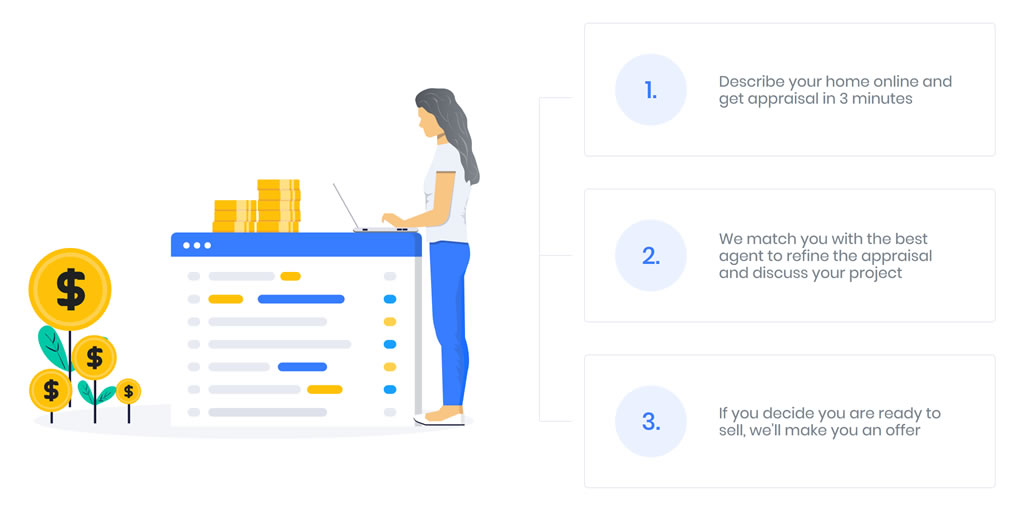 $
$
$
$
1.
Describe your home online and
get appraisal in 3 minutes
2.
We match you with the best
agent to refine the appraisal
and discuss your project
3.
If you decide you are ready to
sell, we'll make you an offer